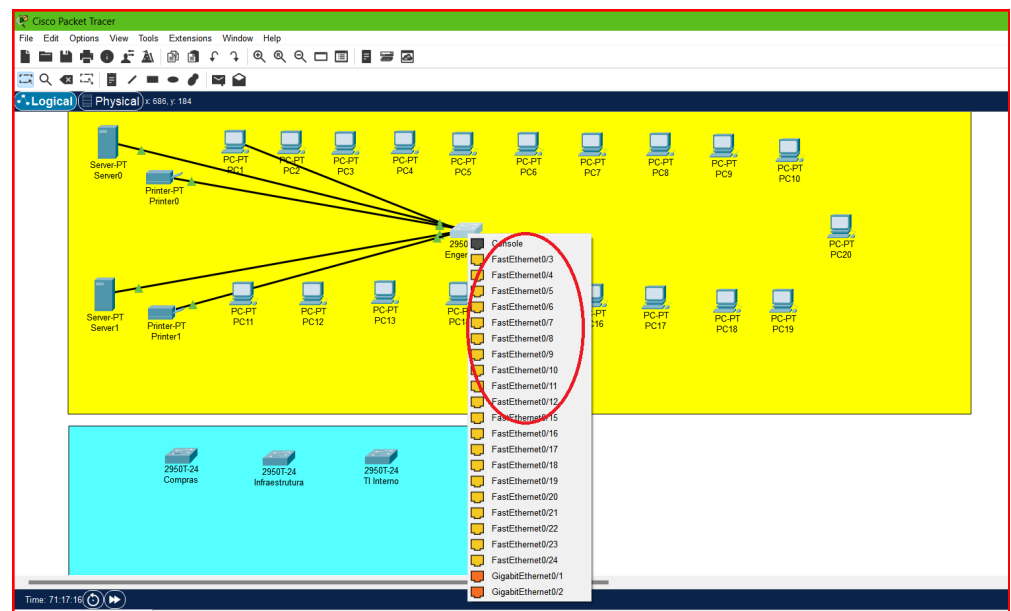 Cisco Packet Tracer
File Edit Options View Tools Extensions Window Help
Logical Physical x: 686, y: 184
Server-PT
Server0
Printer-PT
Printer0
PC-PT
PC1
PC-PT
PC2
PC-PT
PC3
PC-PT
PC4
PC-PT
PC5
PC-PT
PC6
PC-PT
PC7
PC-PT
PC8
PC-PT
PC9
PC-PT
PC10
PC-PT
PC20
2950
Enger
Server-PT
Server1
Printer-PT
Printer1
PC-PT
PC11
PC-PT
PC12
PC-PT
PC13
PC-P
PC1
-PT
16
PC-PT
PC17
PC-PT
PC18
PC-PT
PC19
Console
FastEthernet0/3
FastEthernet0/4
FastEthernet0/5
FastEthernet0/6
FastEthernet0/7
FastEthernet0/8
FastEthernet0/9
FastEthernet0/10
FastEthernet0/11
FastEthernet0/12
FastEthernet0/15
FastEthernet0/16
FastEthernet0/17
FastEthernet0/18
FastEthernet0/19
FastEthernet0/20
FastEthernet0/21
FastEthernet0/22
FastEthernet0/23
FastEthernet0/24
GigabitEthernet0/1
GigabitEthernet0/2
2950T-24
Compras
2950T-24
Infraestrutura
2950T-24
TI Interno
Time: 71:17:16